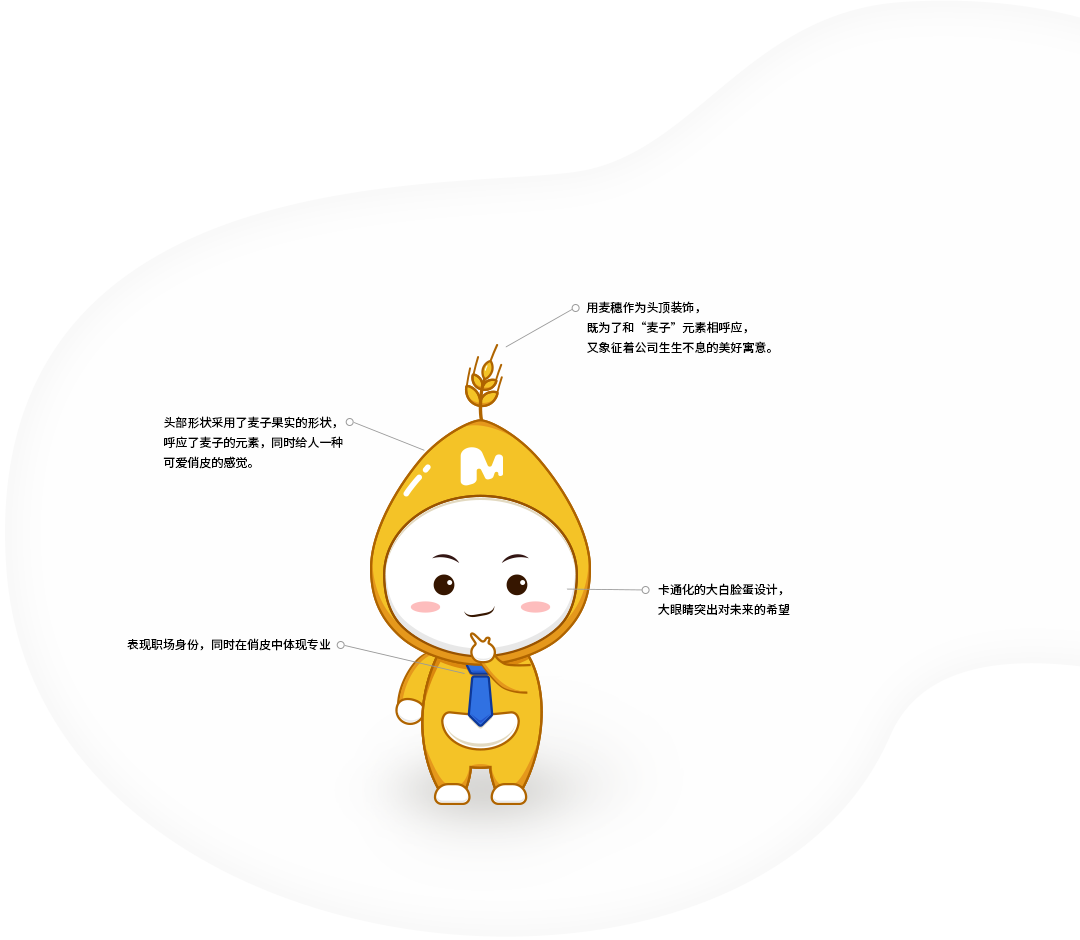 用麦穗作为头顶装饰，
既为了和“麦子”元素相呼应，
又象征着公司生生不息的美好寓意。
头部形状采用了麦子果实的形状，
呼应了麦子的元素，同时给人一种
可爱俏皮的感觉。
M
卡通化的大白脸蛋设计，
大眼睛突出对未来的希望
表现职场身份，同时在俏皮中体现专业